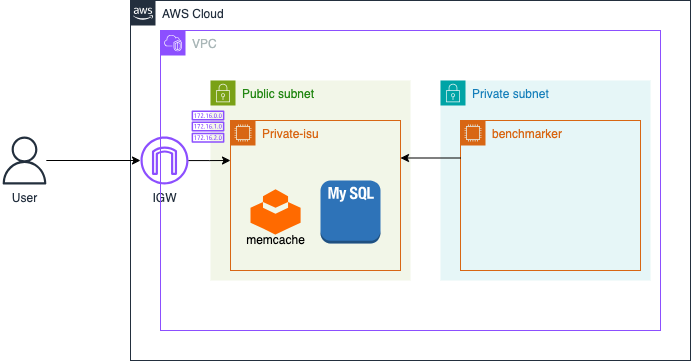 aws
AWS Cloud
VPC
Public subnet
Private subnet
172.16.0.0
172.16.1.0
172.16.2.0
Private-isu
benchmarker
User
IGW
My SQL
memcache